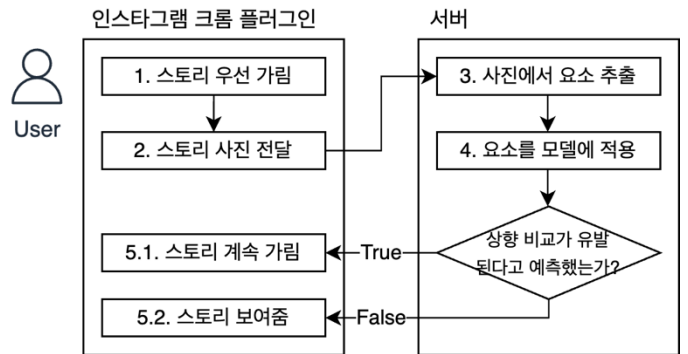 인스타그램 크롬 플러그인
서버
User
1. 스토리 우선 가림
2. 스토리 사진 전달
3. 사진에서 요소 추출
4. 요소를 모델에 적용
상향 비교가 유발
된다고 예측했는가?
True
5.1. 스토리 계속 가림
False
5.2. 스토리 보여줌